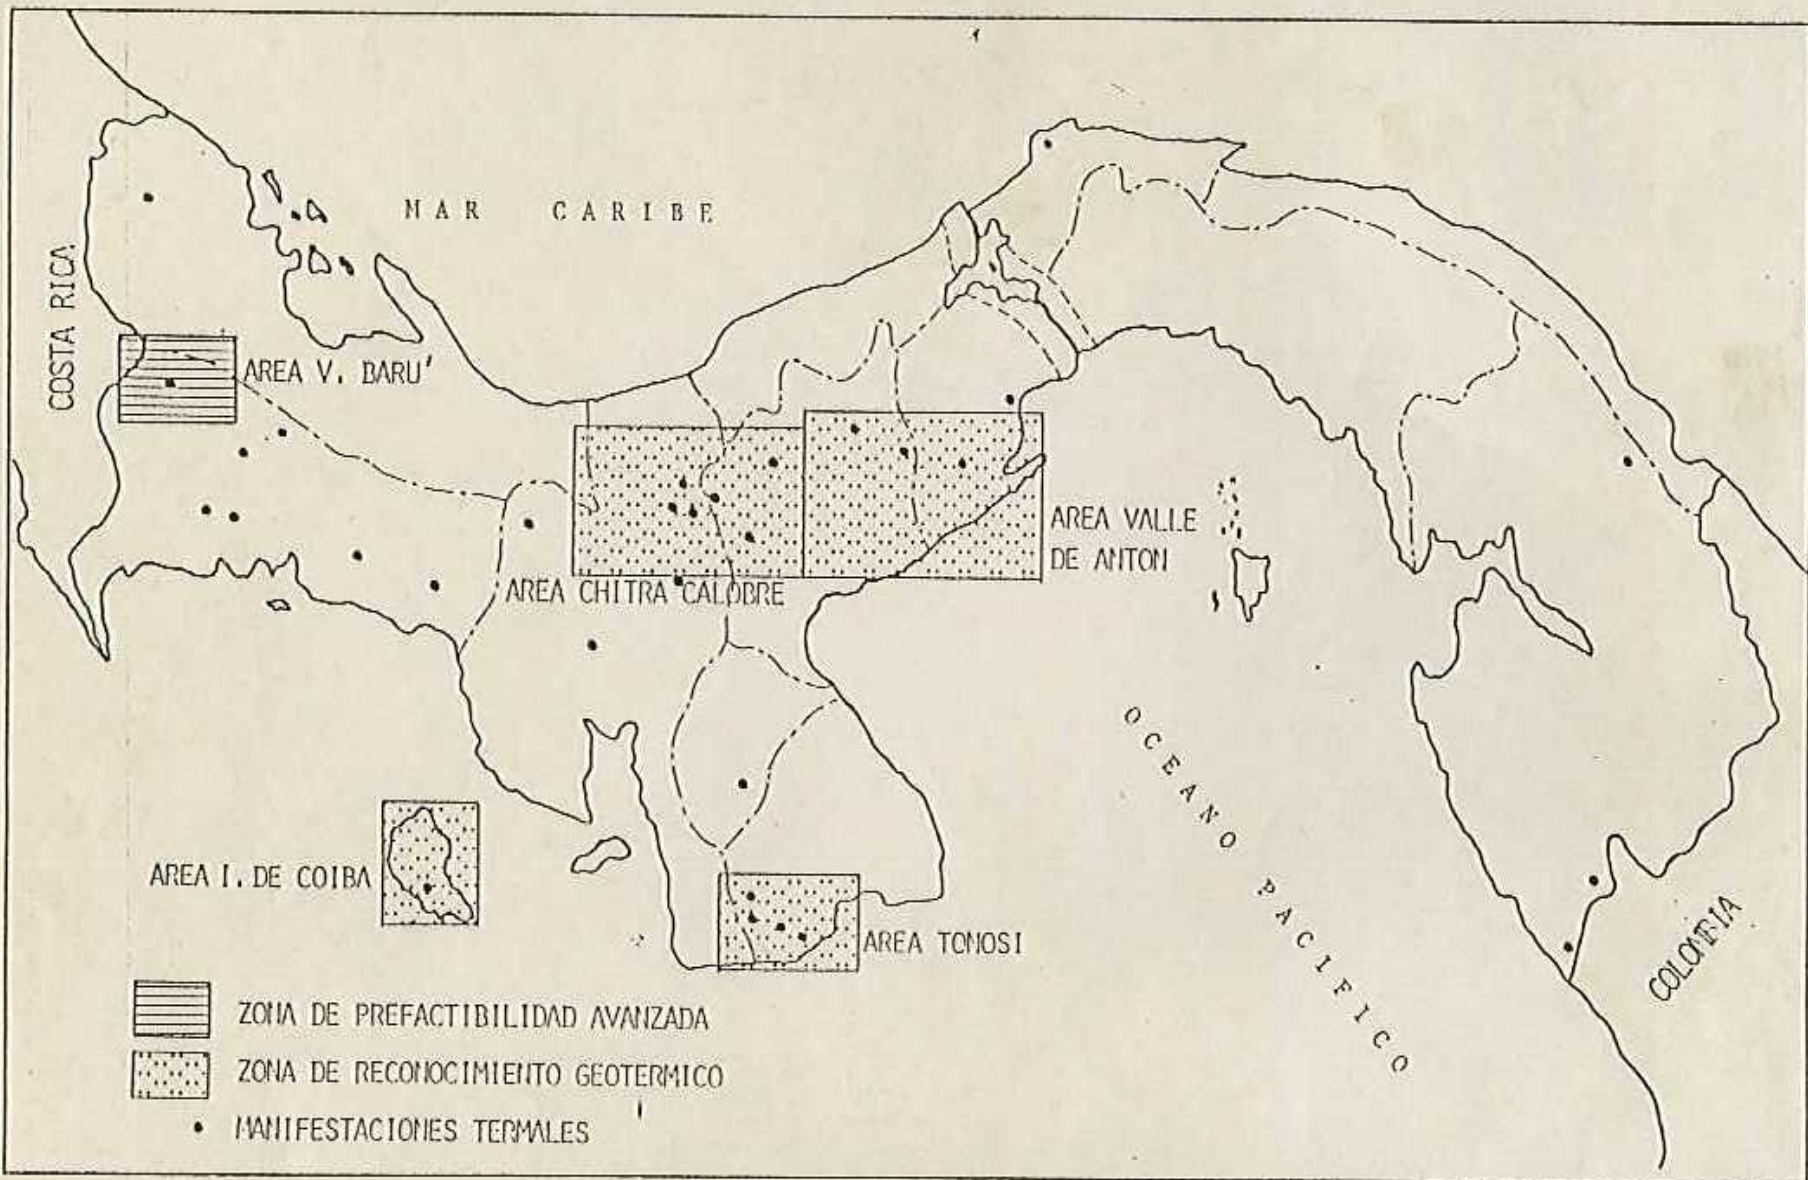 MAR CARIBE
COSTA RICA
AREA V. BARU'
AREA VALLE
DE ANTON
AREA CHITRA CALOBRE
OCEANO PACIFICO
AREA I. DE COIBA
AREA TONOSI
COLOMBIA
ZONA DE PREFACTIBILIDAD AVANZADA
ZONA DE RECONOCIMIENTO GEOTERMICO
MANIFESTACIONES TERMALES